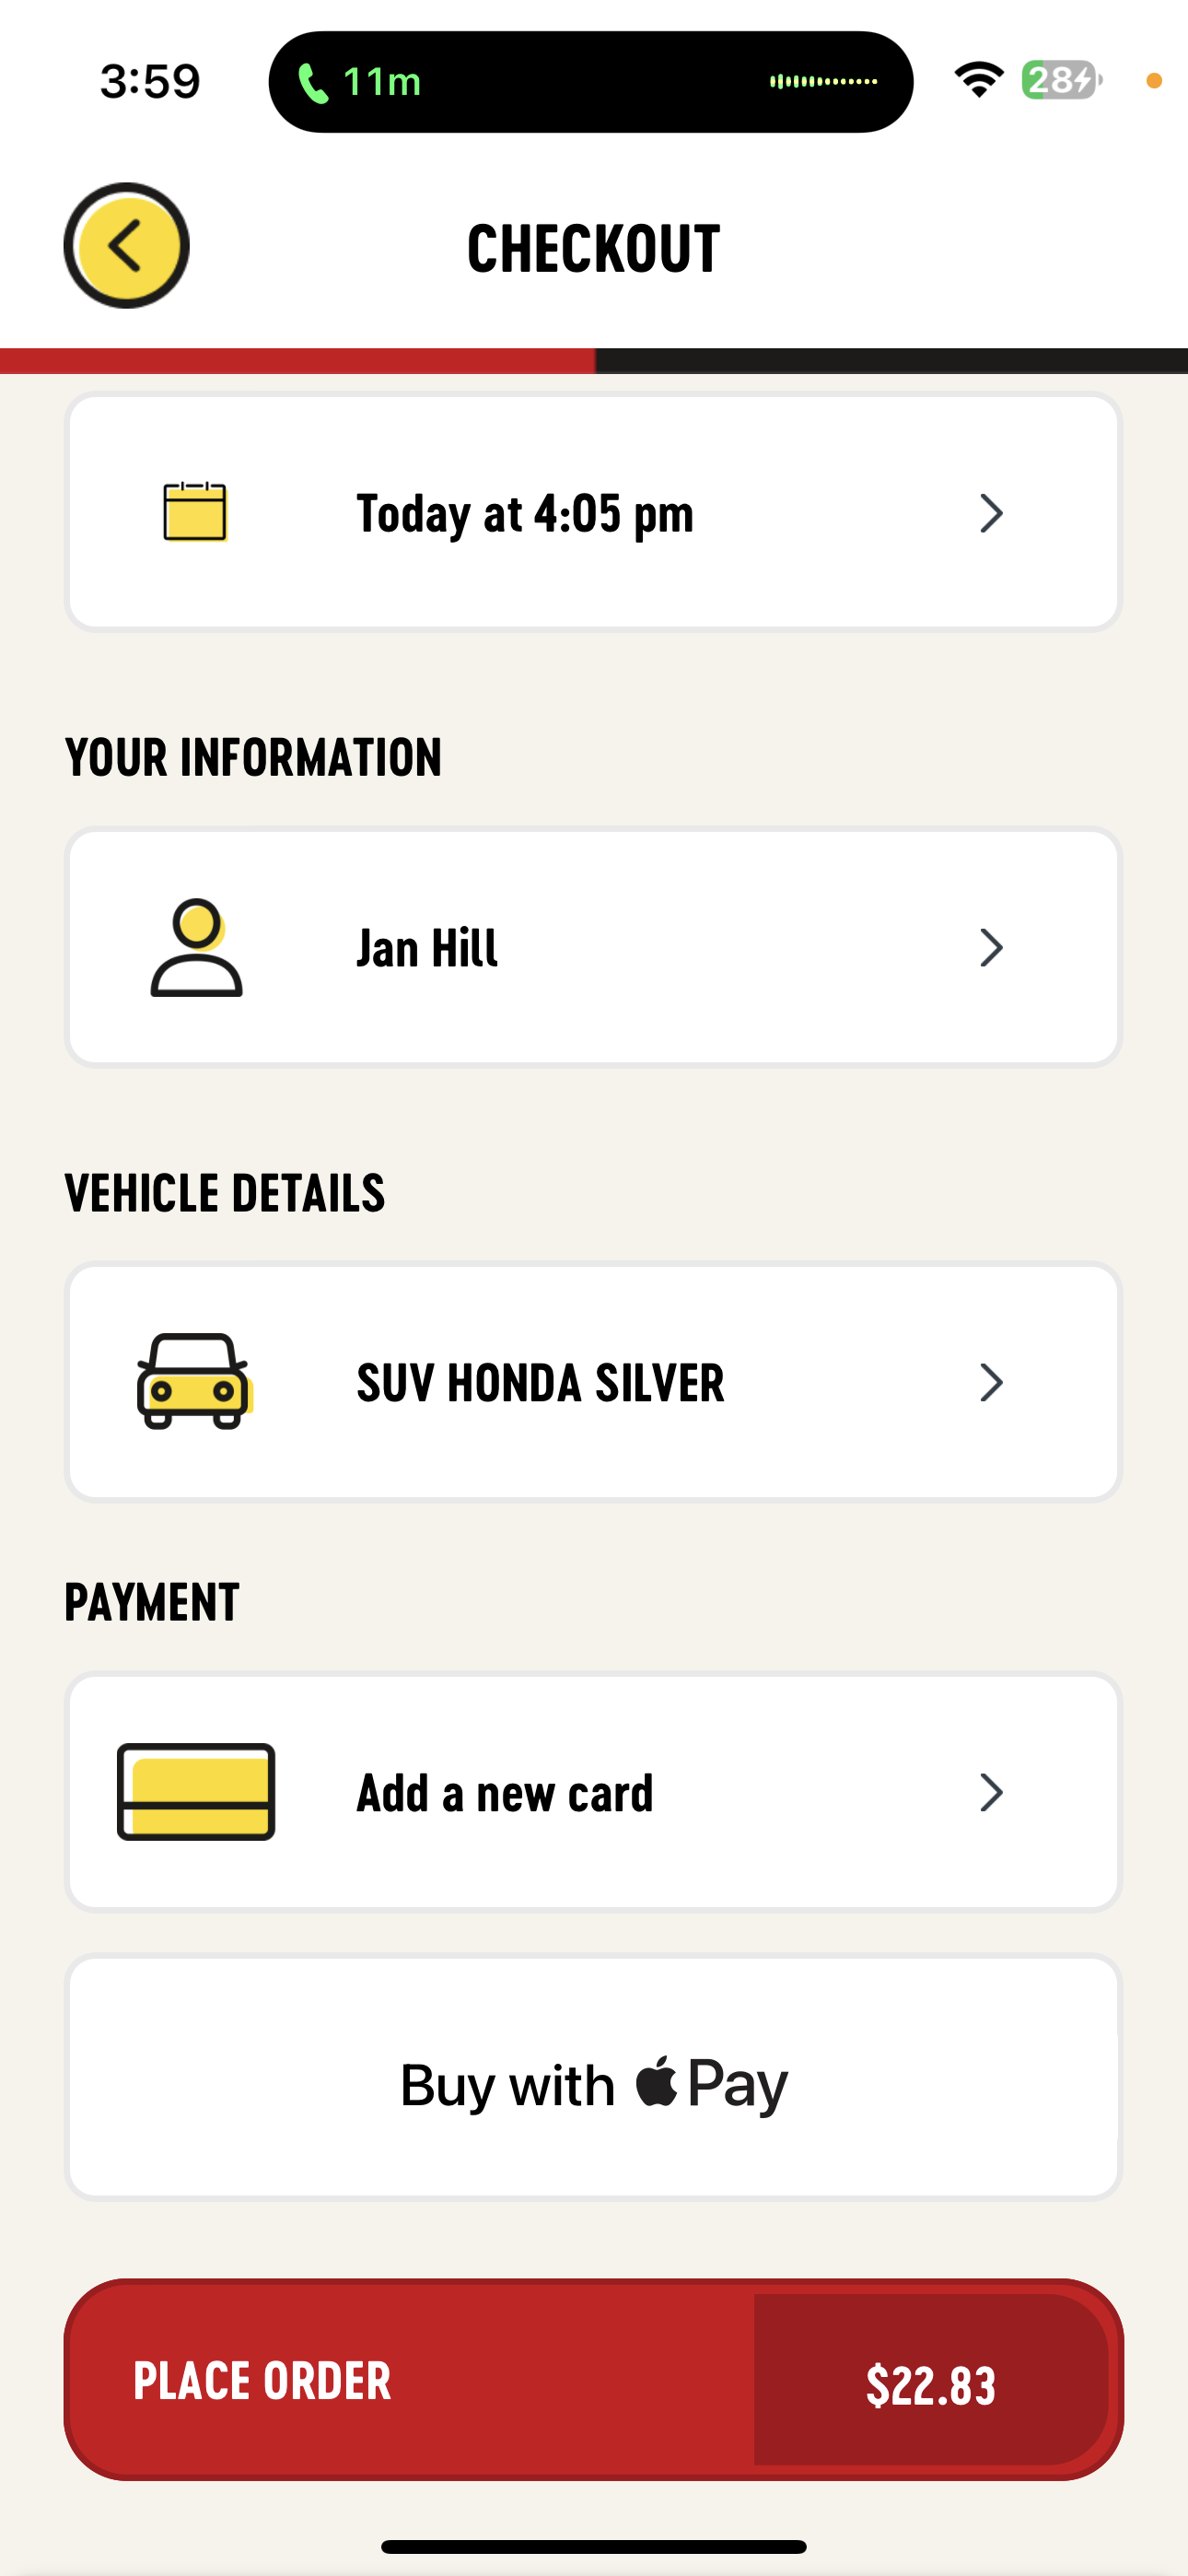 3:59
11m
28
CHECKOUT
Today at 4:05 pm
YOUR INFORMATION
Jan Hill
VEHICLE DETAILS
SUV HONDA SILVER
PAYMENT
Add a new card
Buy with Pay
PLACE ORDER
$22.83